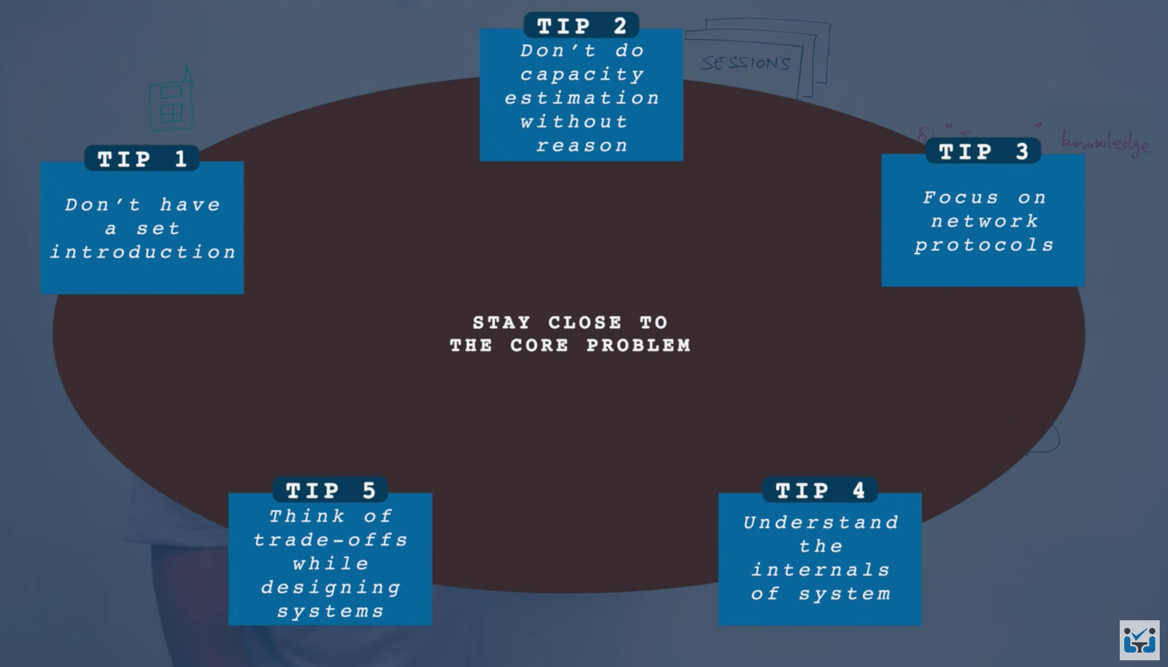 TIP 1
Don't have
a set
introduction
TIP 2
Don't do
capacity
estimation
without
reason
SESSIONS
TIP 3
Focus on
network
protocols
knowledge
STAY CLOSE TO
THE CORE PROBLEM
TIP 4
Understand
the
internals
of system
TIP 5
Think of
trade-offs
while
designing
systems